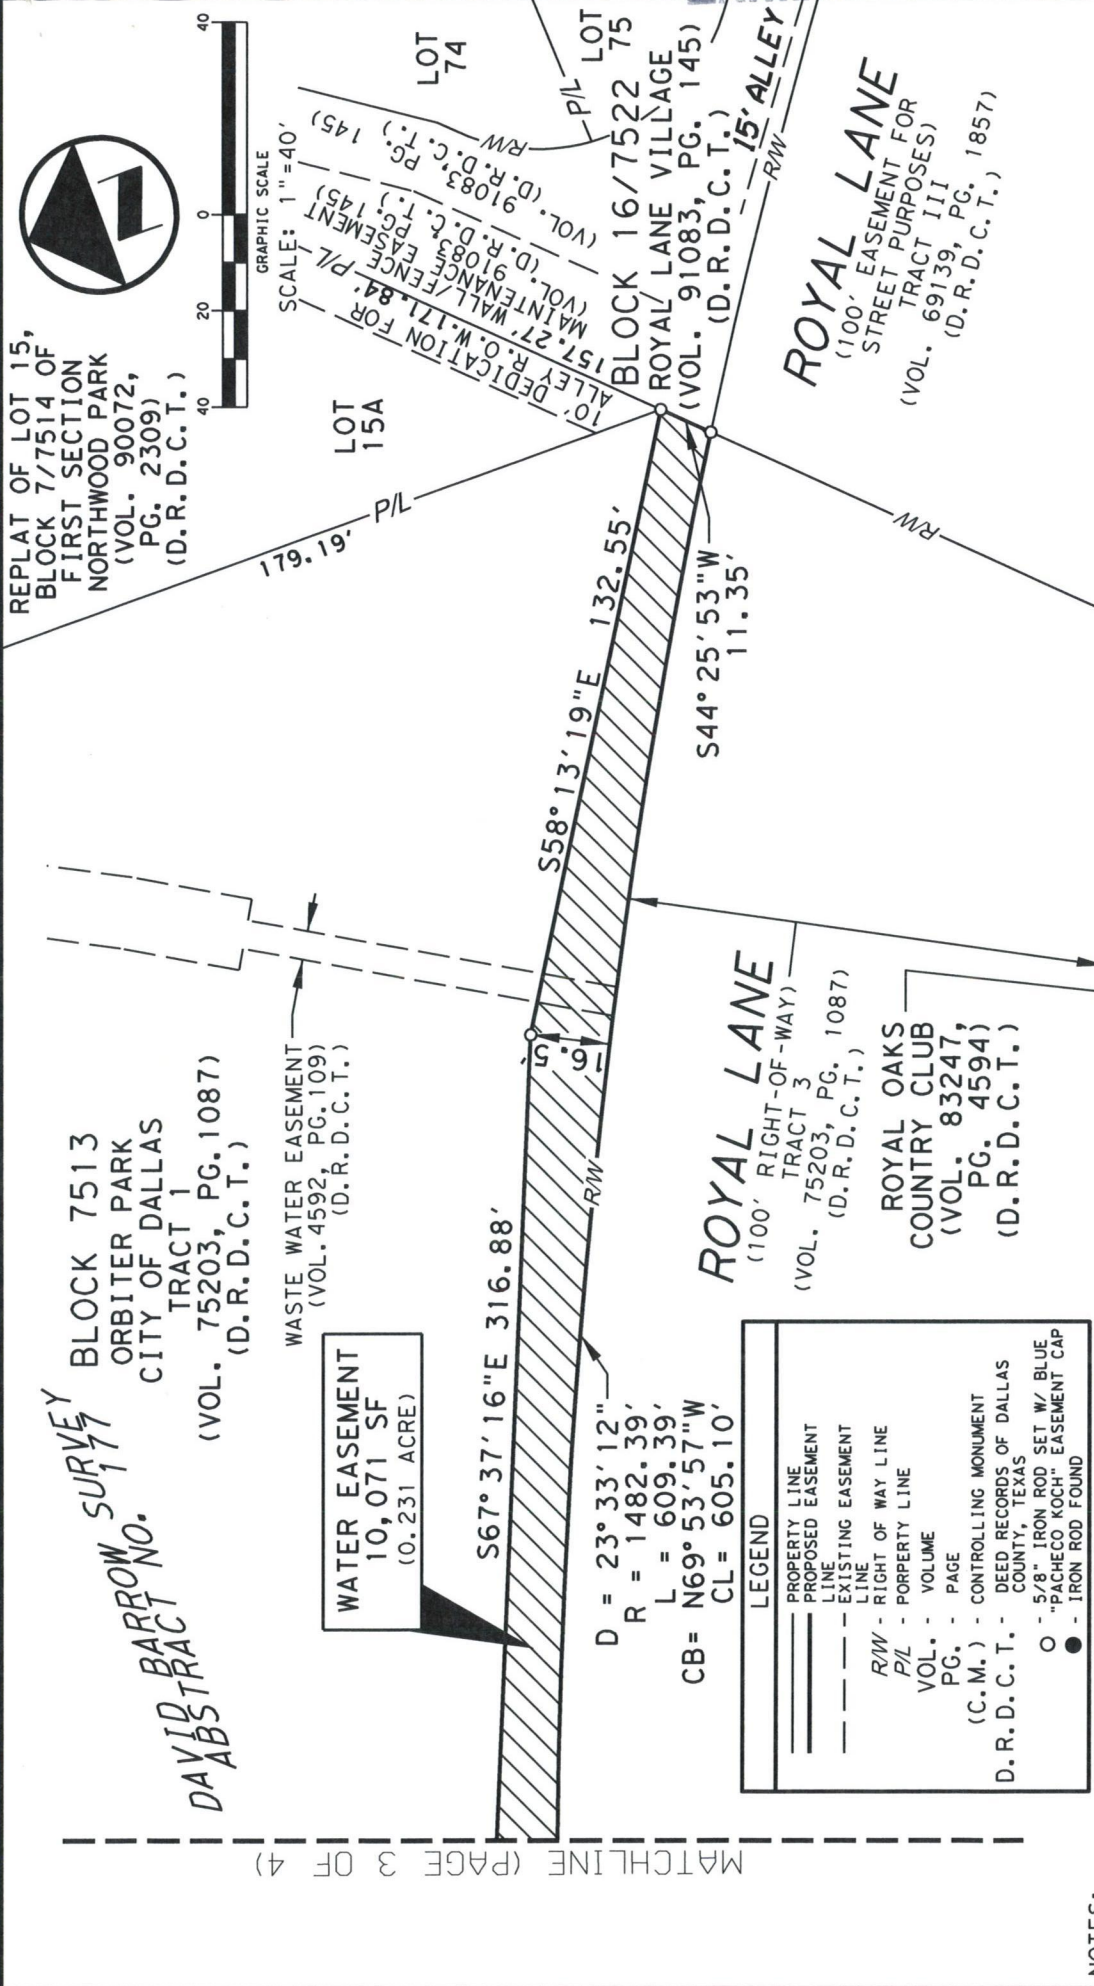 REPLAT OF LOT 15,
BLOCK 7/7514 OF
FIRST SECTION
NORTHWOOD PARK
(VOL. 90072,
PG. 2309)
(D.R.D.C.T.)
40
20
0
40
GRAPHIC SCALE
SCALE: 1"=40'
LOT
74
LOT
75
LOT
15A
P/L
R/W
(VOL. 91083, PG. 145)
(D.R.D.C.T.)
157.27' WALL/FENCE
MAINTENANCE EASEMENT
(VOL. 91083, PG. 145)
(D.R.D.C.T.)
171.84' P/L
10' DEDICATION FOR
ALLEY R.O.W.
BLOCK 16/7522
ROYAL LANE VILLAGE
(VOL. 91083, PG. 145)
(D.R.D.C.T.)
15' ALLEY
R/W
ROYAL LANE
(100' EASEMENT FOR
STREET PURPOSES)
TRACT III
(VOL. 69139, PG. 1857)
(D.R.D.C.T.)
179.19'
P/L
R/W
S58°13'19"E 132.55'
S44°25'53"W
11.35'
DAVID BARROW SURVEY
ABSTRACT NO. 177
BLOCK 7513
ORBITER PARK
CITY OF DALLAS
TRACT 1
(VOL. 75203, PG. 1087)
(D.R.D.C.T.)
WASTE WATER EASEMENT
(VOL. 4592, PG. 109)
(D.R.D.C.T.)
WATER EASEMENT
10,071 SF
(0.231 ACRE)
S67°37'16"E 316.88'
16.5'
R/W
D = 23°33'12"
R = 1482.39'
L = 609.39'
CB= N69°53'57"W
CL= 605.10'
ROYAL LANE
(100' RIGHT-OF-WAY)
TRACT 3
(VOL. 75203, PG. 1087)
(D.R.D.C.T.)
ROYAL OAKS
COUNTRY CLUB
(VOL. 83247,
PG. 4594)
(D.R.D.C.T.)
LEGEND
PROPERTY LINE
PROPOSED EASEMENT
LINE
EXISTING EASEMENT
LINE
R/W - RIGHT OF WAY LINE
P/L - PORPERTY LINE
VOL. - VOLUME
PG. - PAGE
(C.M.) - CONTROLLING MONUMENT
D.R.D.C.T. - DEED RECORDS OF DALLAS
COUNTY, TEXAS
- 5/8" IRON ROD SET W/ BLUE
"PACHECO KOCH" EASEMENT CAP
- IRON ROD FOUND
MATCHLINE (PAGE 3 OF 4)
NOTES: